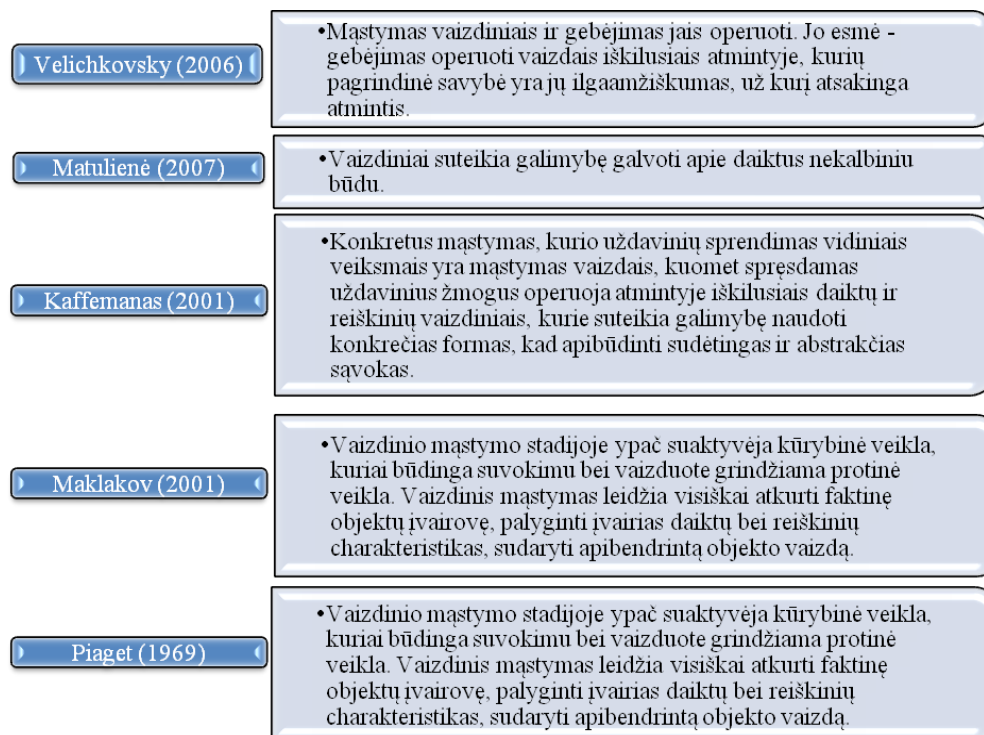 Velichkovsky (2006)
•Mąstymas vaizdiniais ir gebėjimas jais operuoti. Jo esmė -
gebėjimas operuoti vaizdais iškilusiais atmintyje, kurių
pagrindinė savybė yra jų ilgaamžiškumas, už kurį atsakinga
atmintis.
Matulienė (2007)
•Vaizdiniai suteikia galimybę galvoti apie daiktus nekalbiniu
būdu.
Kaffemanas (2001)
•Konkretus mąstymas, kurio uždavinių sprendimas vidiniais
veiksmais yra mąstymas vaizdais, kuomet spręsdamas
uždavinius žmogus operuoja atmintyje iškilusiais daiktų ir
reiškinių vaizdiniais, kurie suteikia galimybę naudoti
konkrečias formas, kad apibūdinti sudėtingas ir abstrakčias
sąvokas.
Maklakov (2001)
•Vaizdinio mąstymo stadijoje ypač suaktyvėja kūrybinė veikla,
kuriai būdinga suvokimu bei vaizduote grindžiama protinė
veikla. Vaizdinis mąstymas leidžia visiškai atkurti faktinę
objektų įvairovę, palyginti įvairias daiktų bei reiškinių
charakteristikas, sudaryti apibendrintą objekto vaizdą.
Piaget (1969)
•Vaizdinio mąstymo stadijoje ypač suaktyvėja kūrybinė veikla,
kuriai būdinga suvokimu bei vaizduote grindžiama protinė
veikla. Vaizdinis mąstymas leidžia visiškai atkurti faktinę
objektų įvairovę, palyginti įvairias daiktų bei reiškinių
charakteristikas, sudaryti apibendrintą objekto vaizdą.